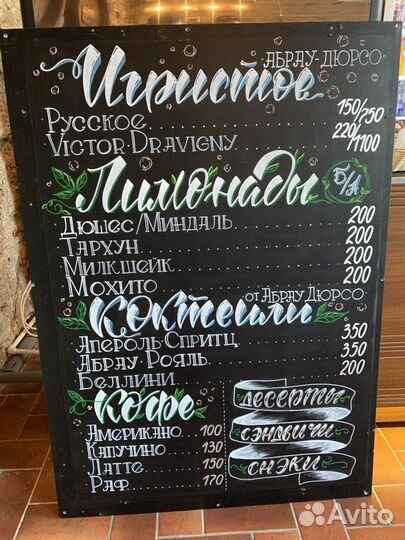 Игристое
АБРАУ-ДЮРСО
Русское 150/750
Victor Dravigny 220/1100
Лимонады Б/А
Дюшес/Миндаль 200
Тархун 200
Милкшейк 200
Мохито 200
Коктейли
от Абрау Дюрсо
Апероль Спритц 350
Абрау Рояль 350
Беллини 200
Кофе
Американо 100
Капучино 130
Латте 150
Раф 170
Десерты
Сэндвичи
Снэки
Avito